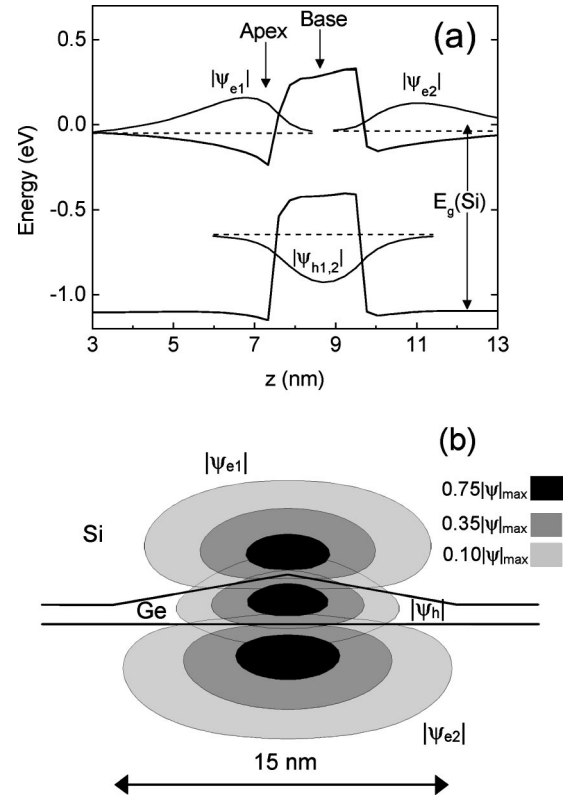 (a)
Apex
Base
|ψe1|
|ψe2|
|ψh1,2|
Eg(Si)
0.5
0.0
-0.5
-1.0
Energy (eV)
3
5
7
9
11
13
z (nm)
(b)
|ψe1|
Si
0.75|ψ|max
0.35|ψ|max
0.10|ψ|max
Ge
|ψh|
|ψe2|
15 nm